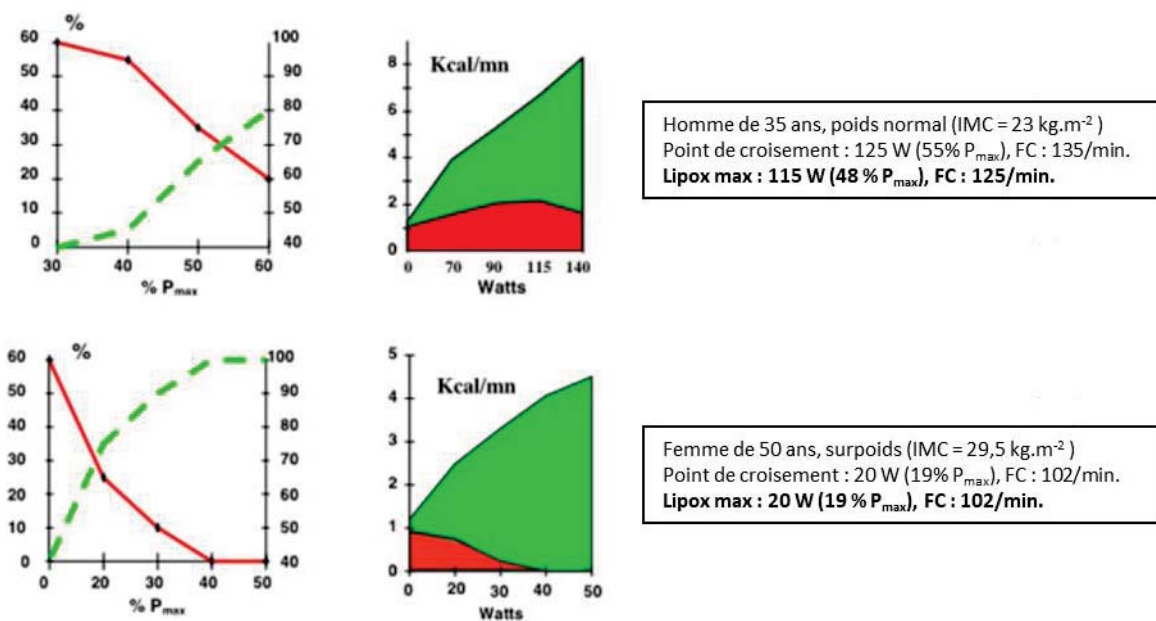 %
60
50
40
30
20
10
0
100
90
80
70
60
50
40
30 40 50 60
% Pmax
Kcal/mn
8
6
4
2
0
0 70 90 115 140
Watts
Homme de 35 ans, poids normal (IMC = 23 kg.m-2 )
Point de croisement : 125 W (55% Pmax), FC : 135/min.
Lipox max : 115 W (48 % Pmax), FC : 125/min.
%
60
50
40
30
20
10
0
100
90
80
70
60
50
40
0 20 30 40 50
% Pmax
Kcal/mn
5
4
3
2
1
0
0 20 30 40 50
Watts
Femme de 50 ans, surpoids (IMC = 29,5 kg.m-2 )
Point de croisement : 20 W (19% Pmax), FC : 102/min.
Lipox max : 20 W (19 % Pmax), FC : 102/min.